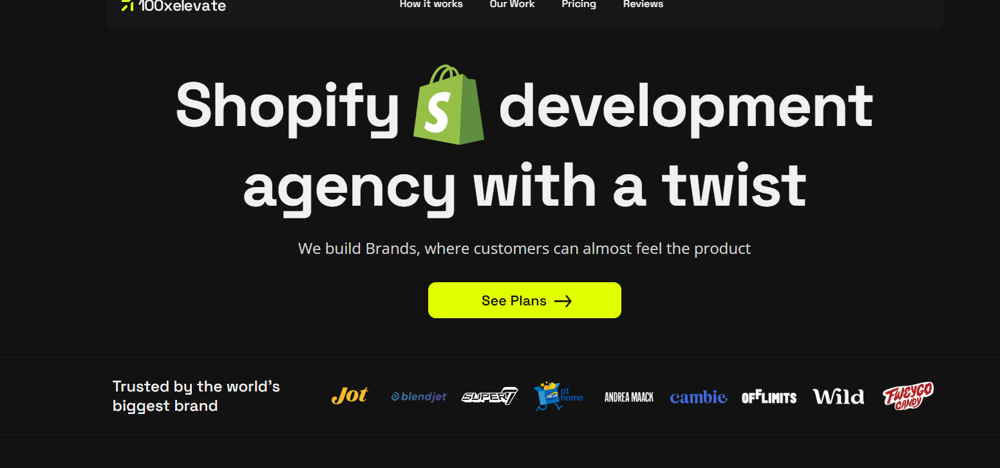 100xelevate How it works Our Work Pricing Reviews
Shopify S development
agency with a twist
We build Brands, where customers can almost feel the product
See Plans →
Trusted by the world's
biggest brand
Jot blendjet SUPER7 at home ANDREA MAACK cambie OFFLIMITS Wild TWEYGO CANDY